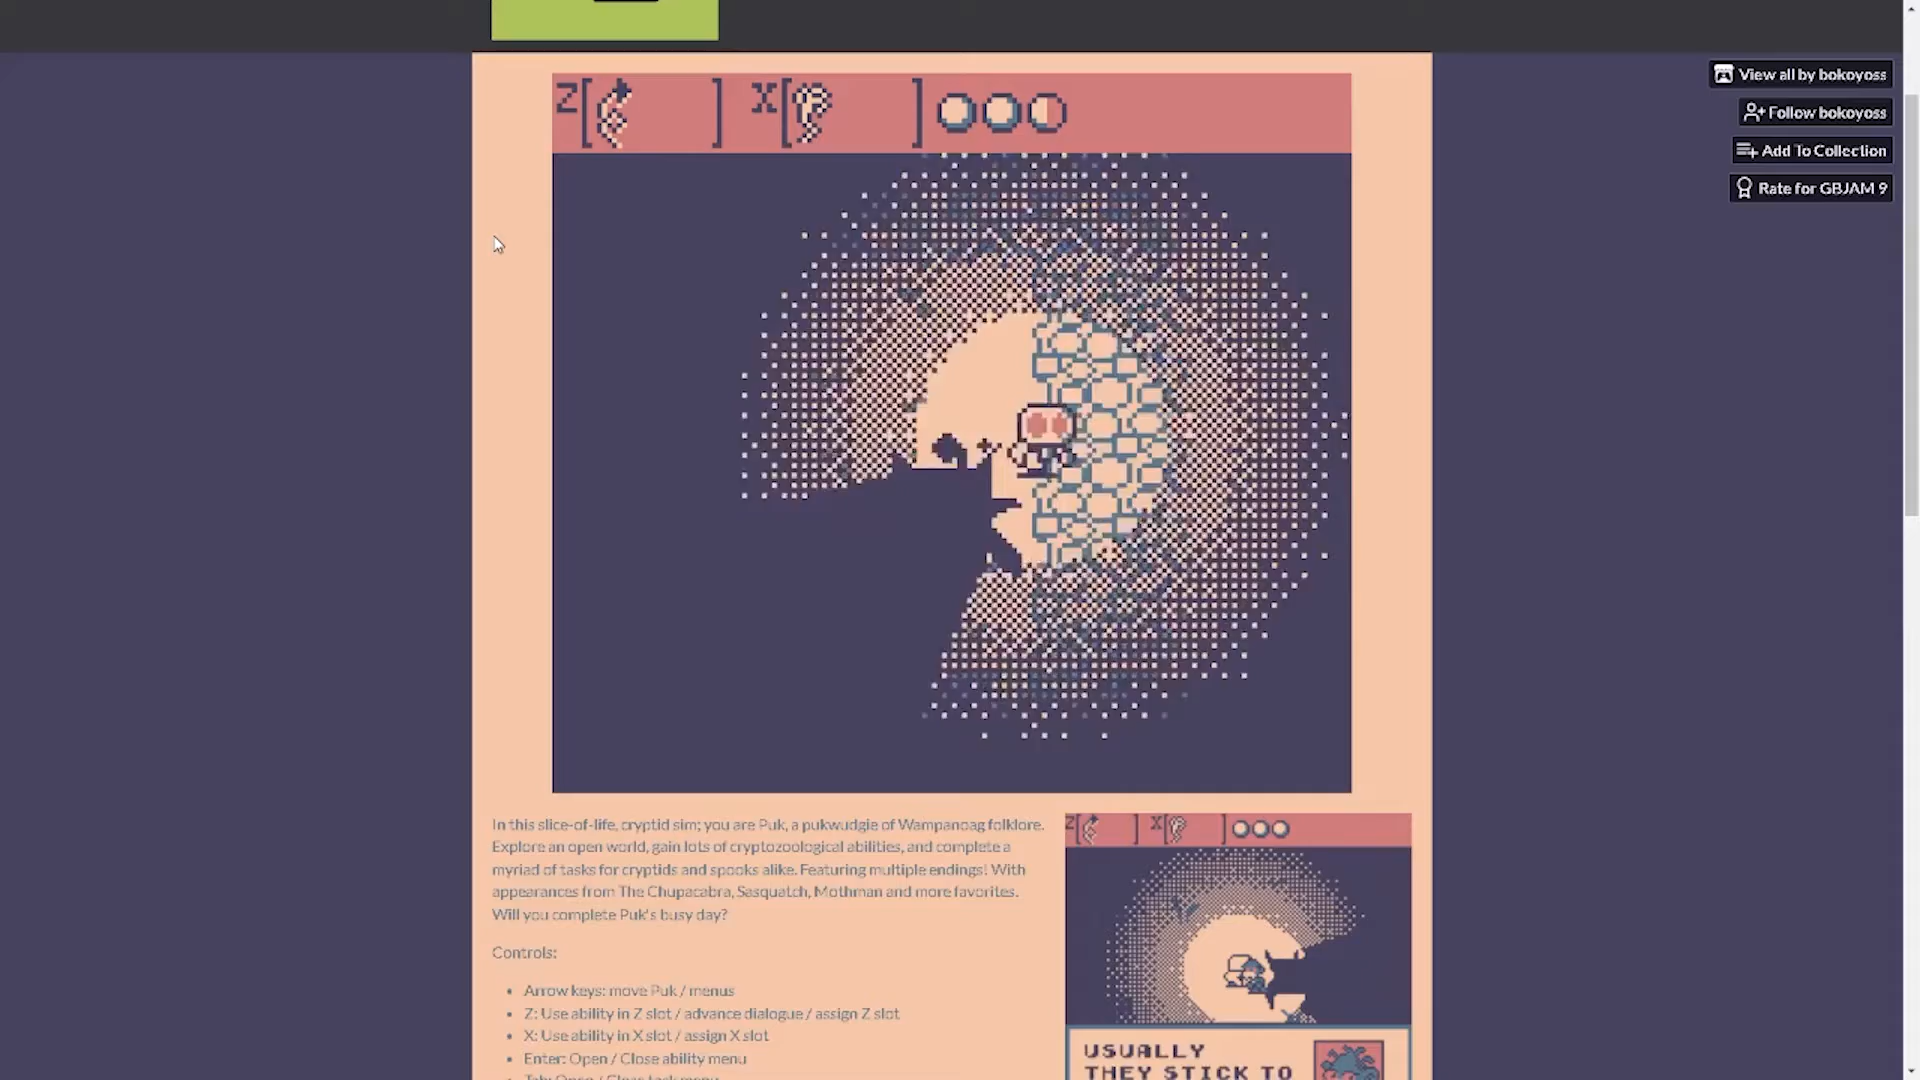 View all by bokoyoss
Follow bokoyoss
Add To Collection
Rate for GBJAM 9
Z[ ] X[ ]
In this slice-of-life, cryptid sim; you are Puk, a pukwudgie of Wampanoag folklore.
Explore an open world, gain lots of cryptozoological abilities, and complete a
myriad of tasks for cryptids and spooks alike. Featuring multiple endings! With
appearances from The Chupacabra, Sasquatch, Mothman and more favorites.
Will you complete Puk's busy day?
Controls:
• Arrow keys: move Puk / menus
• Z: Use ability in Z slot / advance dialogue / assign Z slot
• X: Use ability in X slot / assign X slot
• Enter: Open / Close ability menu
Z[ ] X[ ]
USUALLY
THEY STICK TO